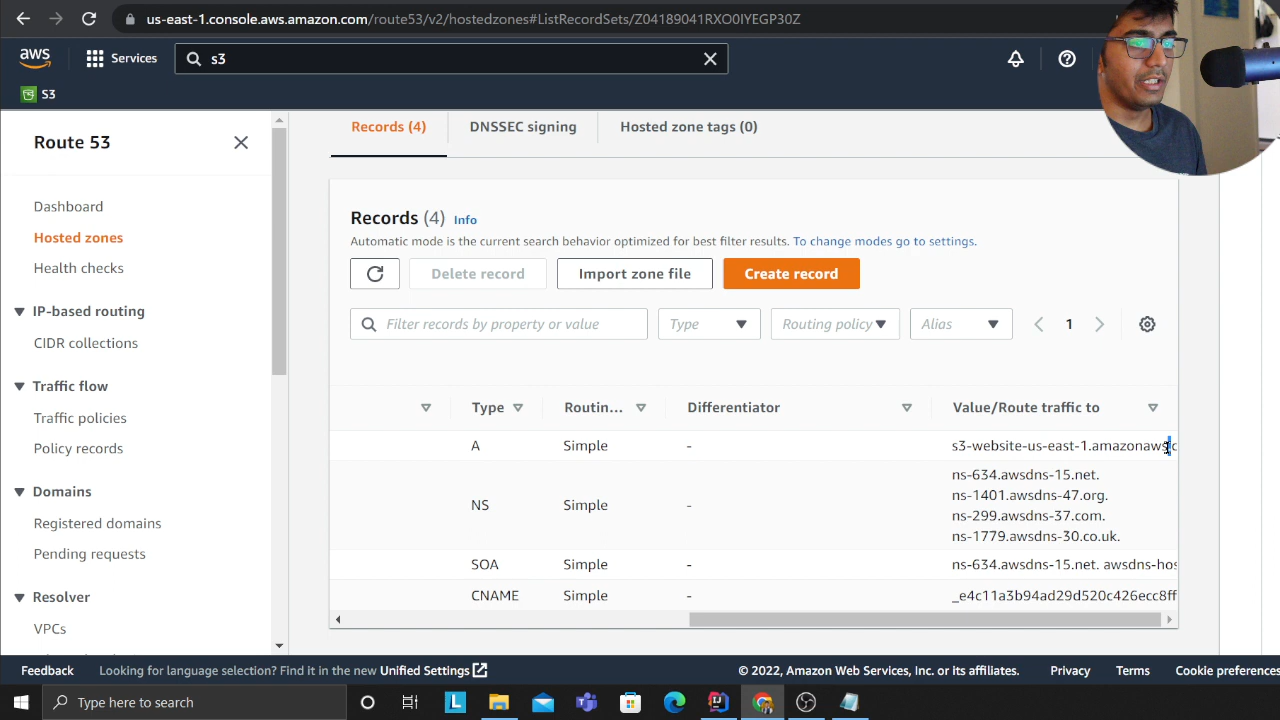 us-east-1.console.aws.amazon.com/route53/v2/hostedzones#ListRecordSets/Z04189041RXO0IYEGP30Z
aws
Services
s3
S3
Route 53
Dashboard
Hosted zones
Health checks
IP-based routing
CIDR collections
Traffic flow
Traffic policies
Policy records
Domains
Registered domains
Pending requests
Resolver
VPCs
Records (4)
DNSSEC signing
Hosted zone tags (0)
Records (4) Info
Automatic mode is the current search behavior optimized for best filter results. To change modes go to settings.
Delete record
Import zone file
Create record
Filter records by property or value
Type
Routing policy
Alias
1
Type
Routin...
Differentiator
Value/Route traffic to
A Simple - s3-website-us-east-1.amazonaws.c
NS Simple -
ns-634.awsdns-15.net.
ns-1401.awsdns-47.org.
ns-299.awsdns-37.com.
ns-1779.awsdns-30.co.uk.
SOA Simple - ns-634.awsdns-15.net. awsdns-hos
CNAME Simple - _e4c11a3b94ad29d520c426ecc8ff
Feedback
Looking for language selection? Find it in the new Unified Settings
© 2022, Amazon Web Services, Inc. or its affiliates.
Privacy
Terms
Cookie preferences
Type here to search
L